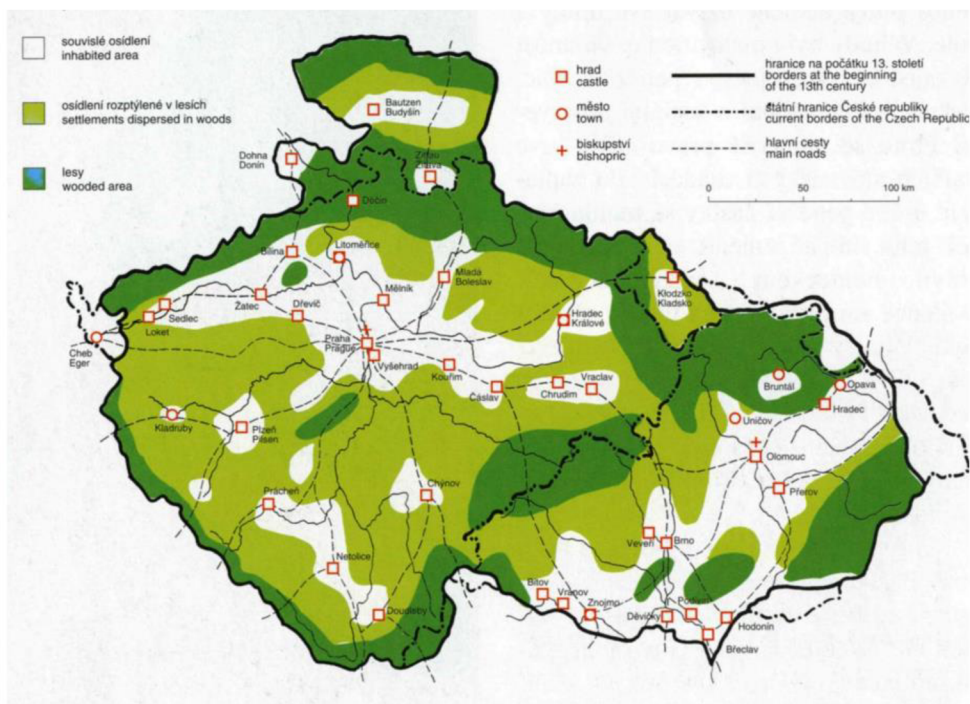 souvislé osídlení
inhabited area
osídlení rozptýlené v lesích
settlements dispersed in woods
lesy
wooded area
hrad
castle
město
town
biskupství
bishopric
hranice na počátku 13. století
borders at the beginning
of the 13th century
státní hranice České republiky
current borders of the Czech Republic
hlavní cesty
main roads
0
50
100 km
Bautzen
Budyšín
Dohna
Donín
Zittau
Žitava
Děčín
Bílina
Litoměřice
Mladá
Boleslav
Mělník
Žatec
Dřevíč
Sedlec
Loket
Cheb
Eger
Praha
Prague
Vyšehrad
Kouřim
Hradec
Králové
Kłodzko
Kladsko
Čáslav
Chrudim
Vraclav
Bruntál
Opava
Hradec
Uničov
Olomouc
Přerov
Kladruby
Plzeň
Pilsen
Prácheň
Chýnov
Netolice
Doudleby
Veveří
Brno
Bítov
Vranov
Znojmo
Děvičky
Podivín
Hodonín
Břeclav